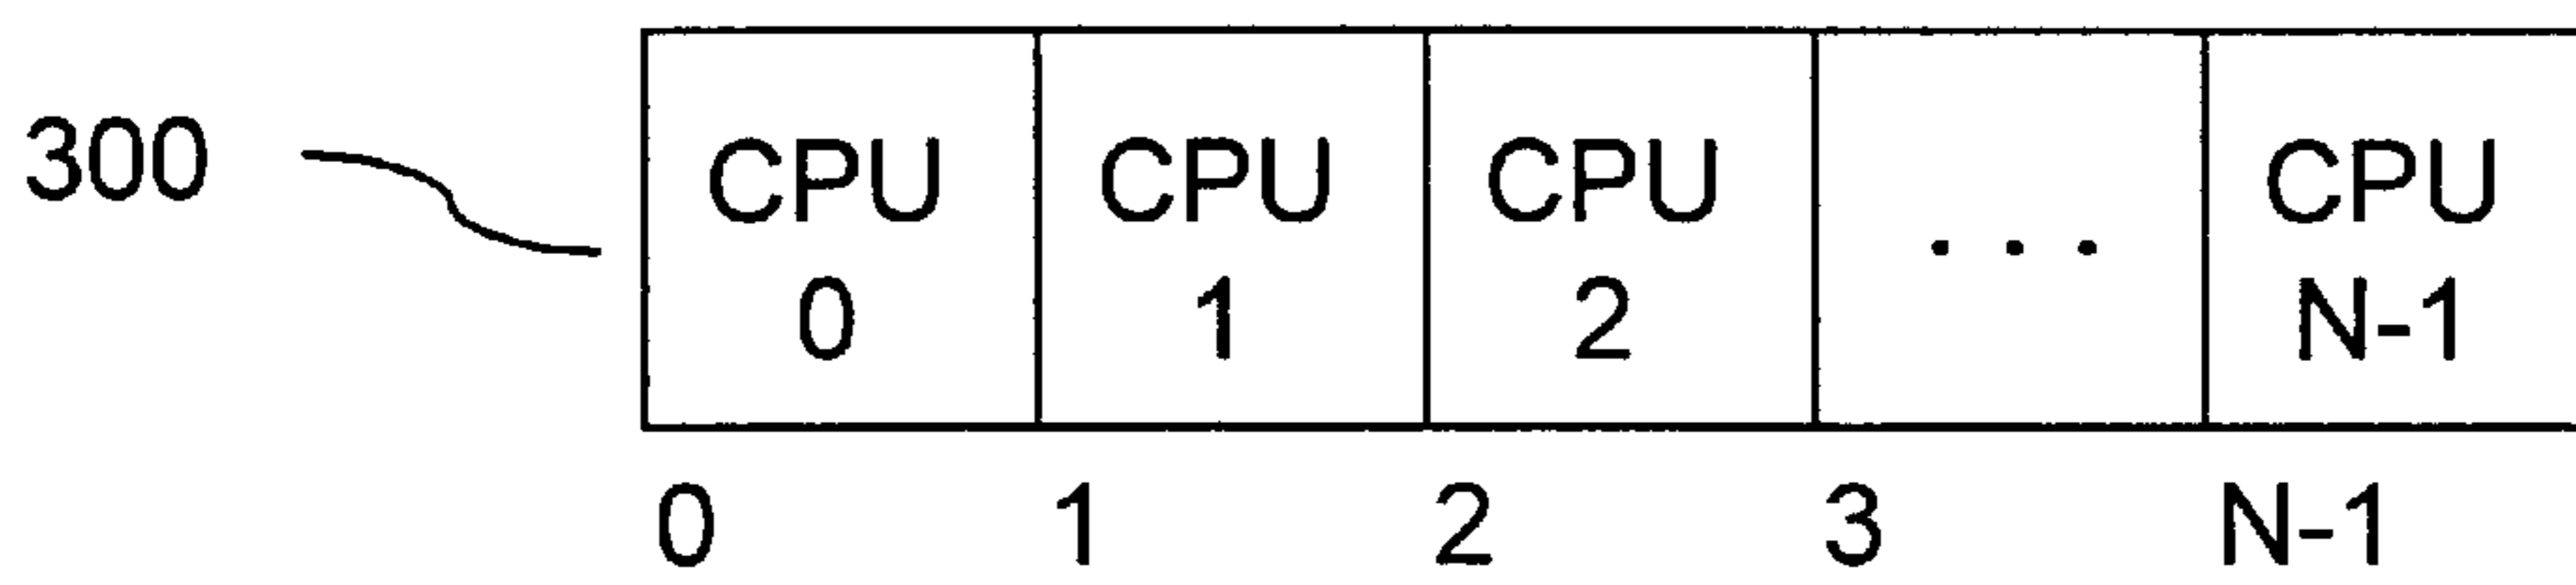 300
CPU CPU CPU CPU
0 1 2 . . . N-1
0 1 2 3 N-1